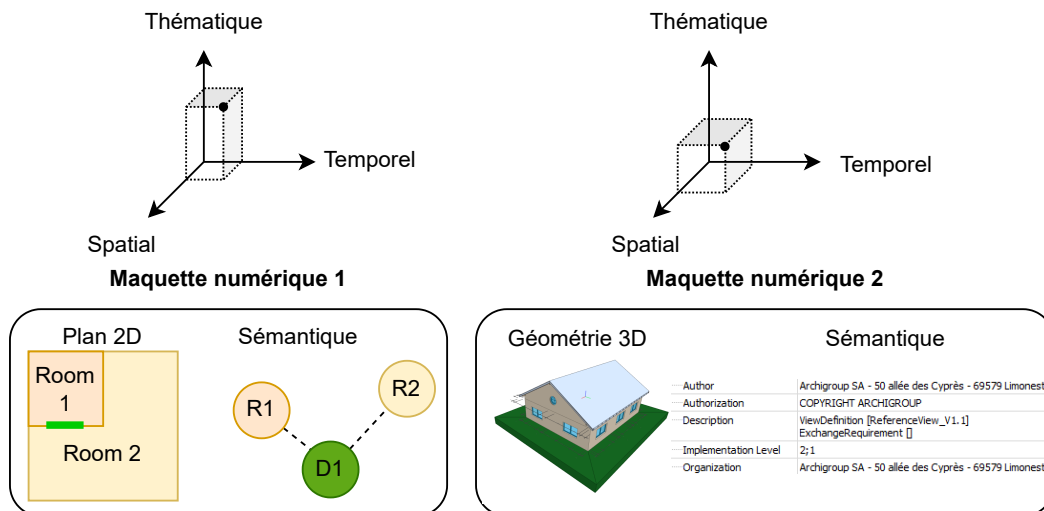 Thématique
Temporel
Spatial
Maquette numérique 1
Thématique
Temporel
Spatial
Maquette numérique 2
Plan 2D
Room
1
Room 2
Sémantique
R1
R2
D1
Géométrie 3D
Sémantique
Author Archigroup SA - 50 allée des Cyprès - 69579 Limonest
Authorization COPYRIGHT ARCHIGROUP
Description ViewDefinition [ReferenceView_V1.1]
ExchangeRequirement []
Implementation Level 2;1
Organization Archigroup SA - 50 allée des Cyprès - 69579 Limonest